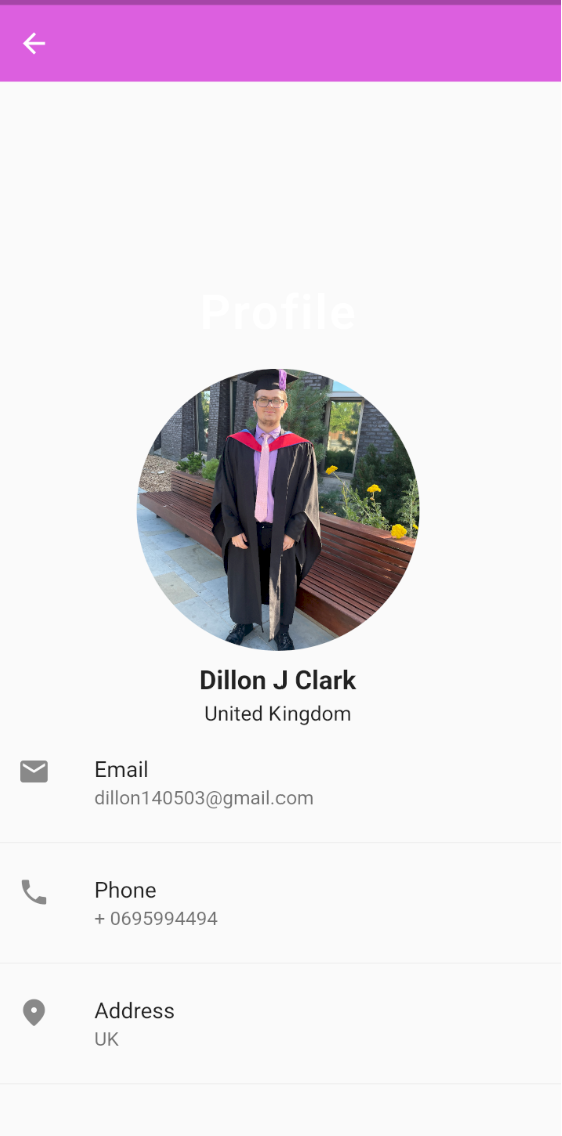 Profile
Dillon J Clark
United Kingdom
Email
dillon140503@gmail.com
Phone
+ 0695994494
Address
UK